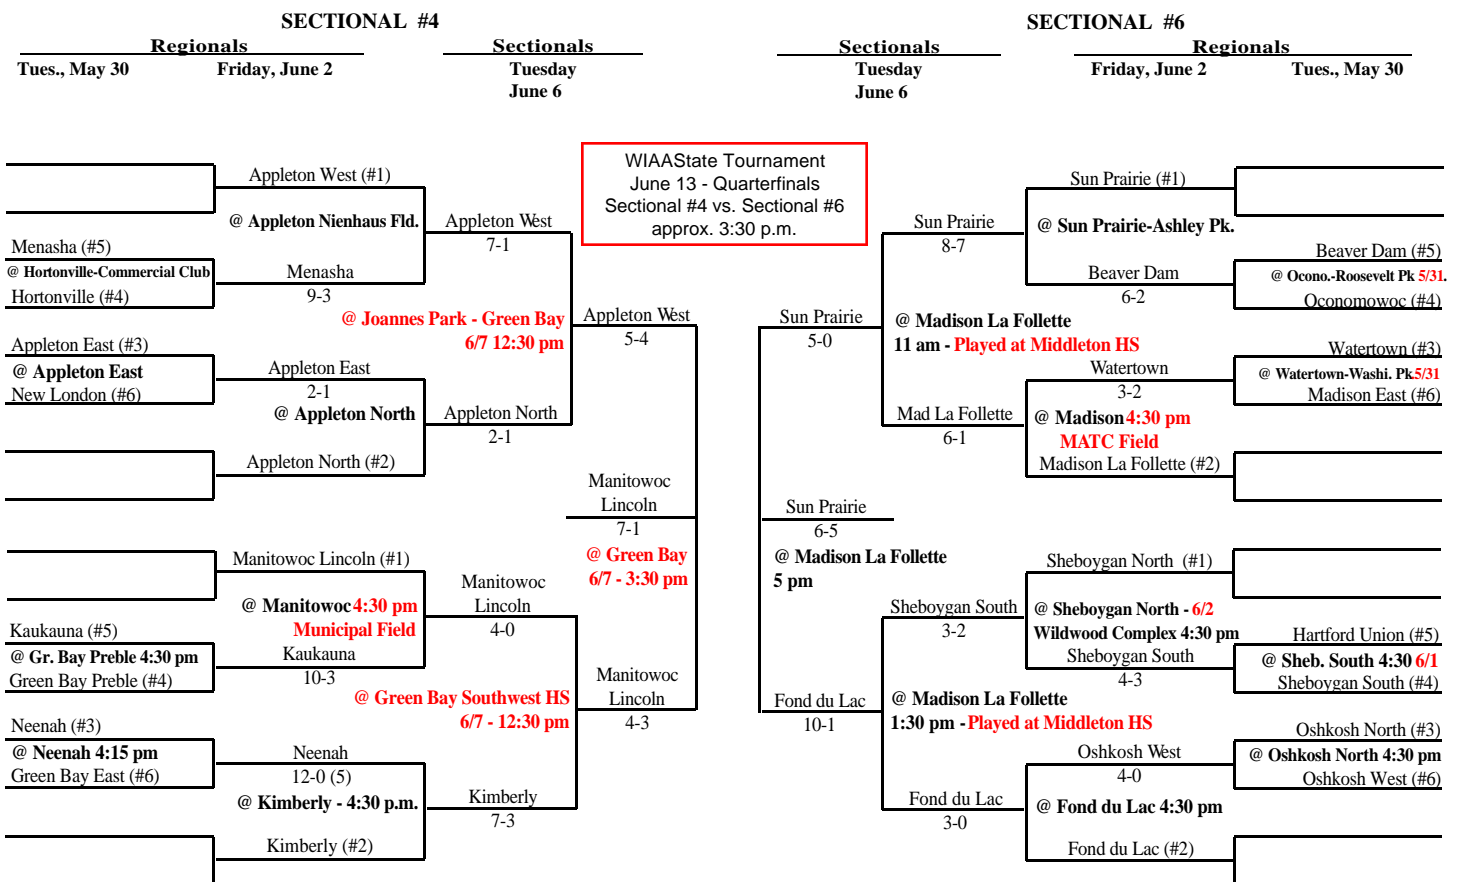 SECTIONAL #4
Regionals
Sectionals
Tues., May 30
Friday, June 2
Tuesday
June 6
Appleton West (#1)
@ Appleton Nienhaus Fld.
Menasha (#5)
@ Hortonville-Commercial Club
Hortonville (#4)
Menasha
9-3
Appleton West
7-1
@ Joannes Park - Green Bay
6/7 12:30 pm
Appleton East (#3)
@ Appleton East
New London (#6)
Appleton East
2-1
@ Appleton North
Appleton North (#2)
Appleton North
2-1
Appleton West
5-4
Manitowoc
Lincoln
7-1
@ Green Bay
6/7 - 3:30 pm
Manitowoc Lincoln (#1)
@ Manitowoc 4:30 pm
Municipal Field
Kaukauna (#5)
@ Gr. Bay Preble 4:30 pm
Green Bay Preble (#4)
Kaukauna
10-3
Manitowoc
Lincoln
4-0
@ Green Bay Southwest HS
6/7 - 12:30 pm
Manitowoc
Lincoln
4-3
Neenah (#3)
@ Neenah 4:15 pm
Green Bay East (#6)
Neenah
12-0 (5)
@ Kimberly - 4:30 p.m.
Kimberly (#2)
Kimberly
7-3
WIAAState Tournament
June 13 - Quarterfinals
Sectional #4 vs. Sectional #6
approx. 3:30 p.m.
SECTIONAL #6
Sectionals
Regionals
Tuesday
June 6
Friday, June 2
Tues., May 30
Sun Prairie (#1)
@ Sun Prairie-Ashley Pk.
Beaver Dam (#5)
@ Ocono.-Roosevelt Pk 5/31.
Oconomowoc (#4)
Beaver Dam
6-2
Sun Prairie
8-7
Sun Prairie
5-0
@ Madison La Follette
11 am - Played at Middleton HS
Watertown (#3)
@ Watertown-Washi. Pk.5/31
Madison East (#6)
Watertown
3-2
@ Madison 4:30 pm
MATC Field
Madison La Follette (#2)
Mad La Follette
6-1
Sun Prairie
6-5
@ Madison La Follette
5 pm
Sheboygan North (#1)
@ Sheboygan North - 6/2
Wildwood Complex 4:30 pm
Hartford Union (#5)
@ Sheb. South 4:30 6/1
Sheboygan South (#4)
Sheboygan South
4-3
Sheboygan South
3-2
@ Madison La Follette
1:30 pm - Played at Middleton HS
Fond du Lac
10-1
Oshkosh North (#3)
@ Oshkosh North 4:30 pm
Oshkosh West (#6)
Oshkosh West
4-0
@ Fond du Lac 4:30 pm
Fond du Lac (#2)
Fond du Lac
3-0